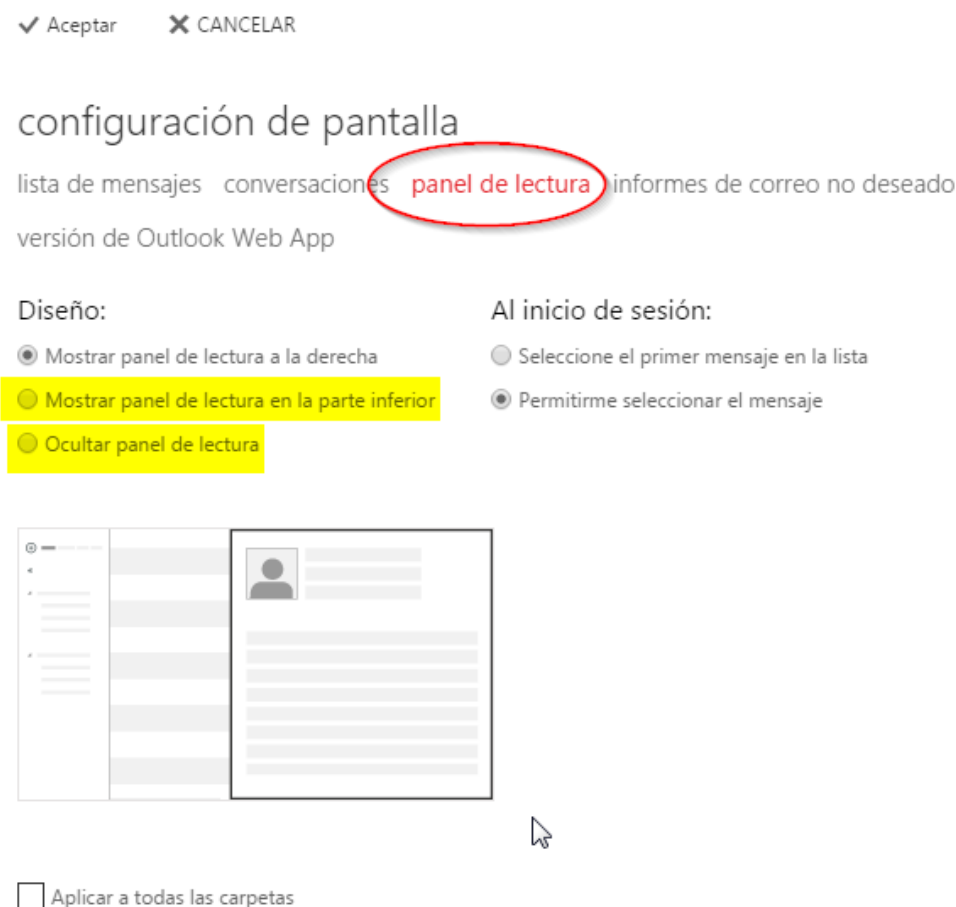 Aceptar CANCELAR
configuración de pantalla
lista de mensajes conversaciones panel de lectura informes de correo no deseado
versión de Outlook Web App
Diseño: Al inicio de sesión:
Mostrar panel de lectura a la derecha Seleccione el primer mensaje en la lista
Mostrar panel de lectura en la parte inferior Permitirme seleccionar el mensaje
Ocultar panel de lectura
Aplicar a todas las carpetas